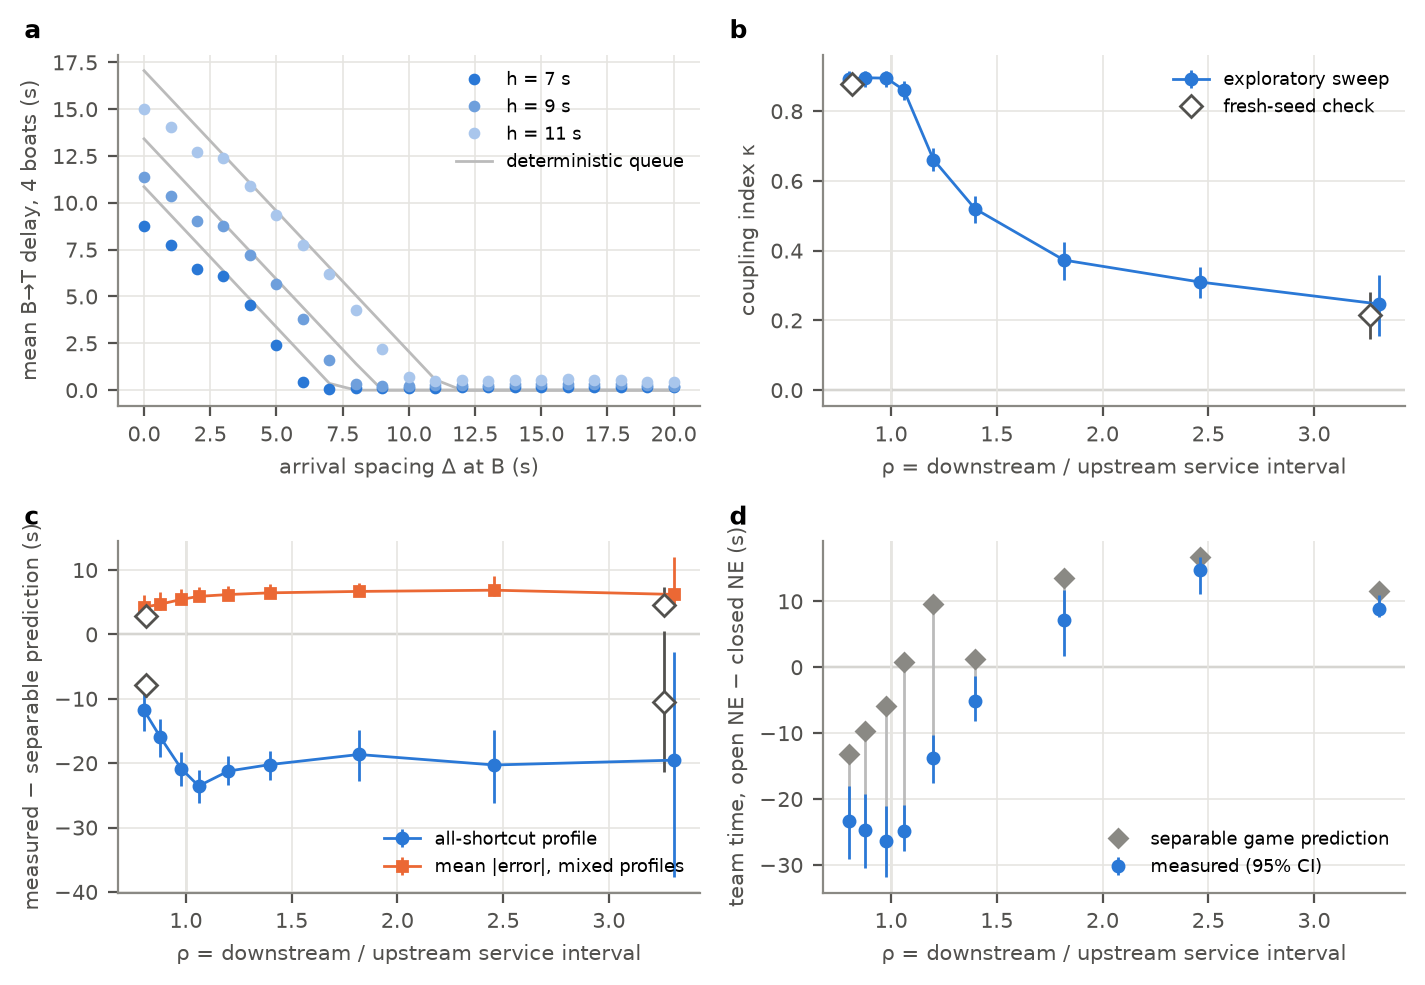 a
17.5
15.0
12.5
10.0
7.5
5.0
2.5
0.0
mean B→T delay, 4 boats (s)
h = 7 s
h = 9 s
h = 11 s
deterministic queue
0.0 2.5 5.0 7.5 10.0 12.5 15.0 17.5 20.0
arrival spacing Δ at B (s)
b
0.8
0.6
0.4
0.2
0.0
coupling index κ
exploratory sweep
fresh-seed check
1.0 1.5 2.0 2.5 3.0
ρ = downstream / upstream service interval
c
10
0
−10
−20
−30
−40
measured − separable prediction (s)
all-shortcut profile
mean |error|, mixed profiles
1.0 1.5 2.0 2.5 3.0
ρ = downstream / upstream service interval
d
10
0
−10
−20
−30
team time, open NE − closed NE (s)
separable game prediction
measured (95% CI)
1.0 1.5 2.0 2.5 3.0
ρ = downstream / upstream service interval